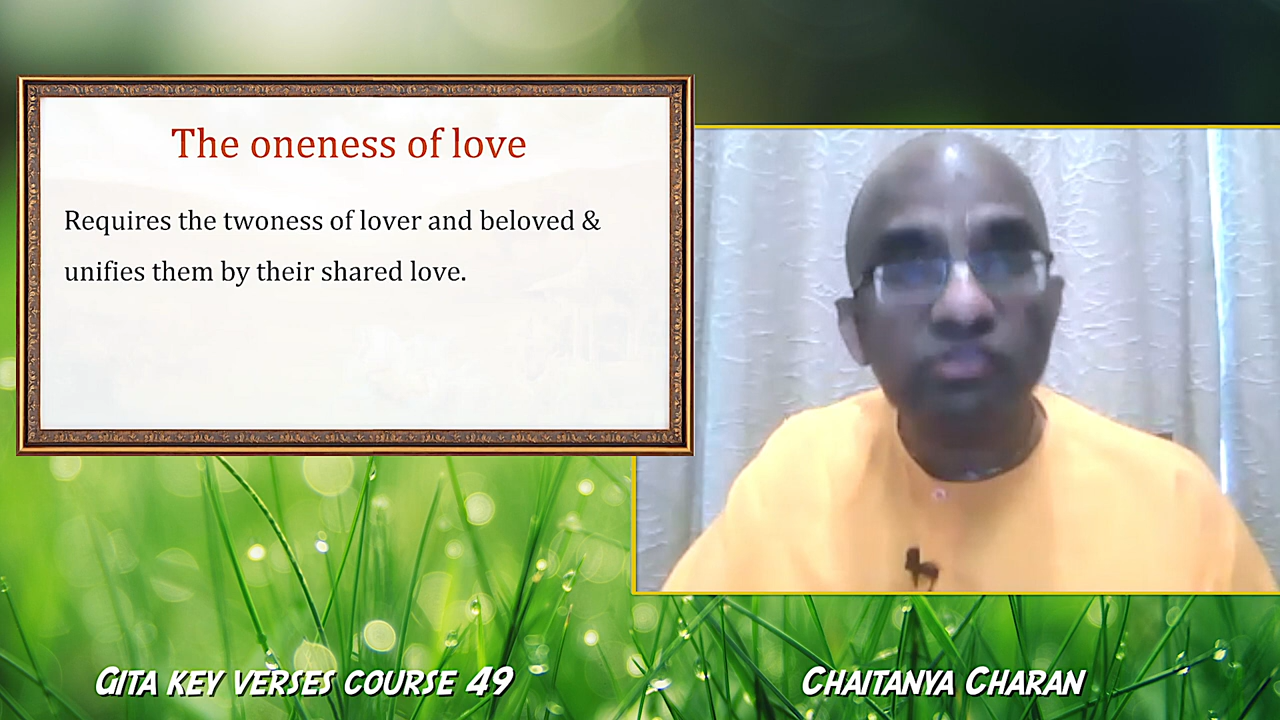 The oneness of love
Requires the twoness of lover and beloved &
unifies them by their shared love.
GITA KEY VERSES COURSE 49
CHAITANYA CHARAN